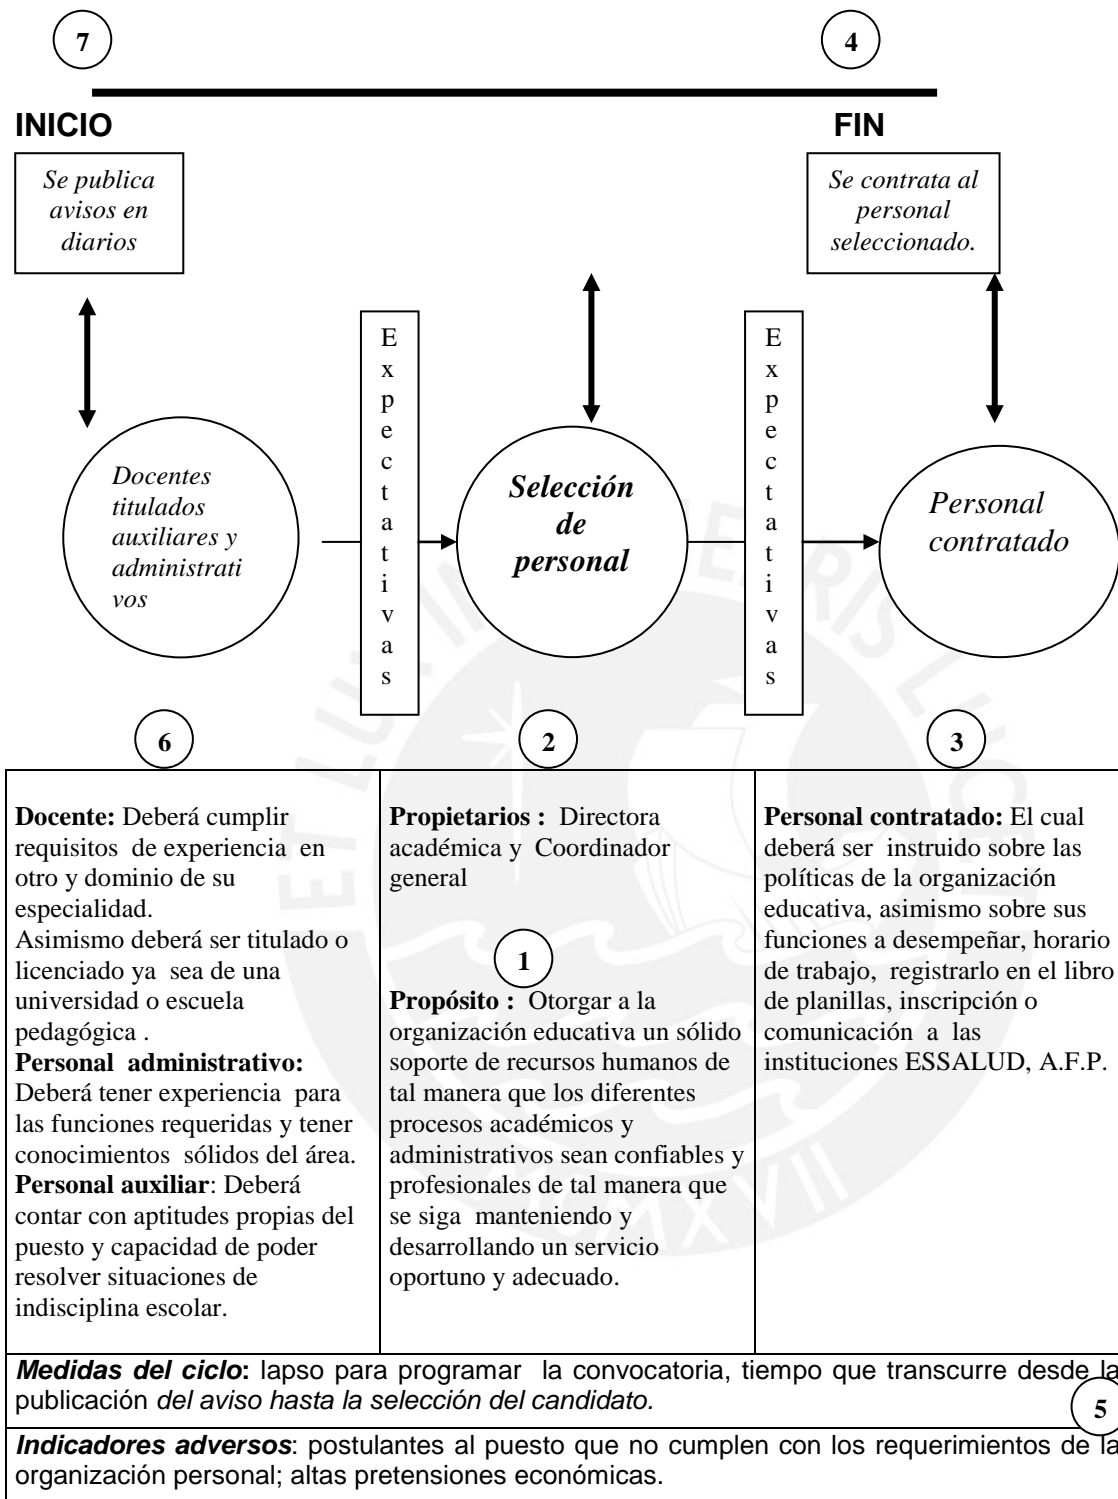 7
4
INICIO
FIN
Se publica
avisos en
diarios
Se contrata al
personal
seleccionado.
Expectativas
Expectativas
Docentes
titulados
auxiliares y
administrati
vos
Selección
de
personal
Personal
contratado
6
2
3
Docente: Deberá cumplir
requisitos de experiencia en
otro y dominio de su
especialidad.
Asimismo deberá ser titulado o
licenciado ya sea de una
universidad o escuela
pedagógica .
Personal administrativo:
Deberá tener experiencia para
las funciones requeridas y tener
conocimientos sólidos del área.
Personal auxiliar: Deberá
contar con aptitudes propias del
puesto y capacidad de poder
resolver situaciones de
indisciplina escolar.
Propietarios : Directora
académica y Coordinador
general
1
Propósito : Otorgar a la
organización educativa un sólido
soporte de recursos humanos de
tal manera que los diferentes
procesos académicos y
administrativos sean confiables y
profesionales de tal manera que
se siga manteniendo y
desarrollando un servicio
oportuno y adecuado.
Personal contratado: El cual
deberá ser instruido sobre las
políticas de la organización
educativa, asimismo sobre sus
funciones a desempeñar, horario
de trabajo, registrarlo en el libro
de planillas, inscripción o
comunicación a las
instituciones ESSALUD, A.F.P.
Medidas del ciclo: lapso para programar la convocatoria, tiempo que transcurre desde la
publicación del aviso hasta la selección del candidato.
5
Indicadores adversos: postulantes al puesto que no cumplen con los requerimientos de la
organización personal; altas pretensiones económicas.